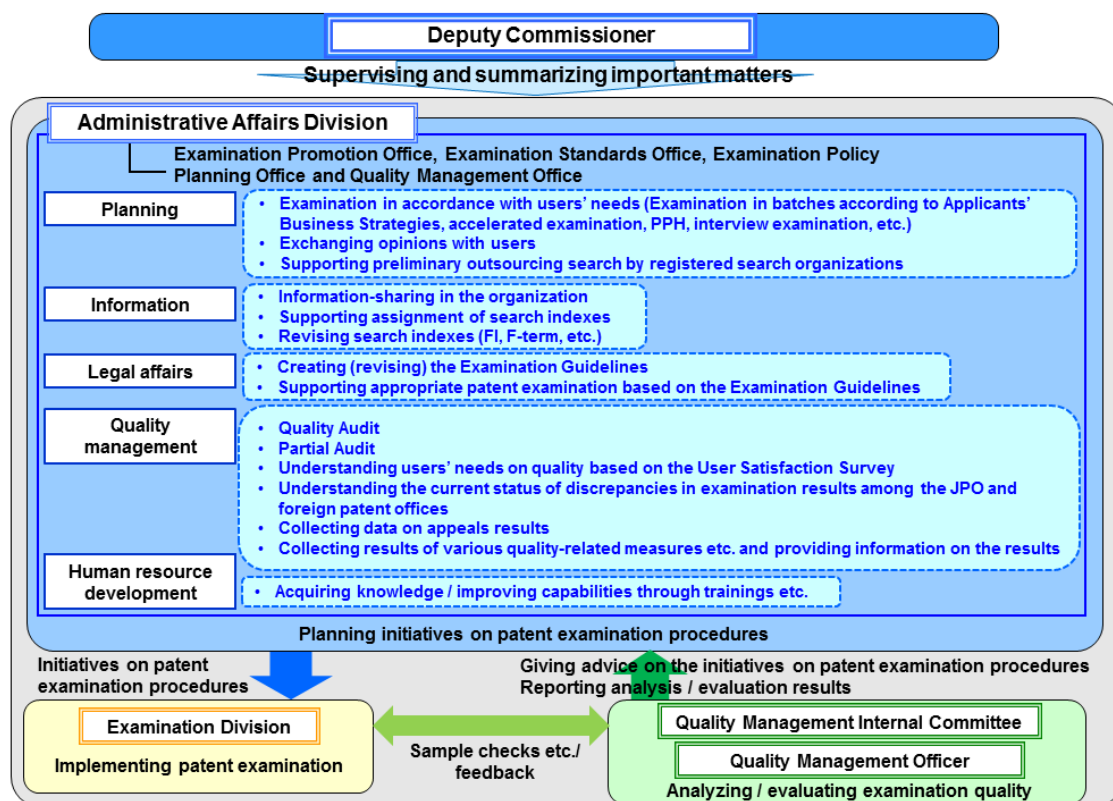 Deputy Commissioner
Supervising and summarizing important matters
Administrative Affairs Division
Examination Promotion Office, Examination Standards Office, Examination Policy
Planning Office and Quality Management Office
Planning
• Examination in accordance with users' needs (Examination in batches according to Applicants'
Business Strategies, accelerated examination, PPH, interview examination, etc.)
• Exchanging opinions with users
• Supporting preliminary outsourcing search by registered search organizations
Information
• Information-sharing in the organization
• Supporting assignment of search indexes
• Revising search indexes (FI, F-term, etc.)
Legal affairs
• Creating (revising) the Examination Guidelines
• Supporting appropriate patent examination based on the Examination Guidelines
Quality
management
• Quality Audit
• Partial Audit
• Understanding users' needs on quality based on the User Satisfaction Survey
• Understanding the current status of discrepancies in examination results among the JPO and
foreign patent offices
• Collecting data on appeals results
• Collecting results of various quality-related measures etc. and providing information on the results
Human resource
development
• Acquiring knowledge / improving capabilities through trainings etc.
Planning initiatives on patent examination procedures
Initiatives on patent
examination procedures
Giving advice on the initiatives on patent examination procedures
Reporting analysis / evaluation results
Examination Division
Implementing patent examination
Sample checks etc./
feedback
Quality Management Internal Committee
Quality Management Officer
Analyzing / evaluating examination quality